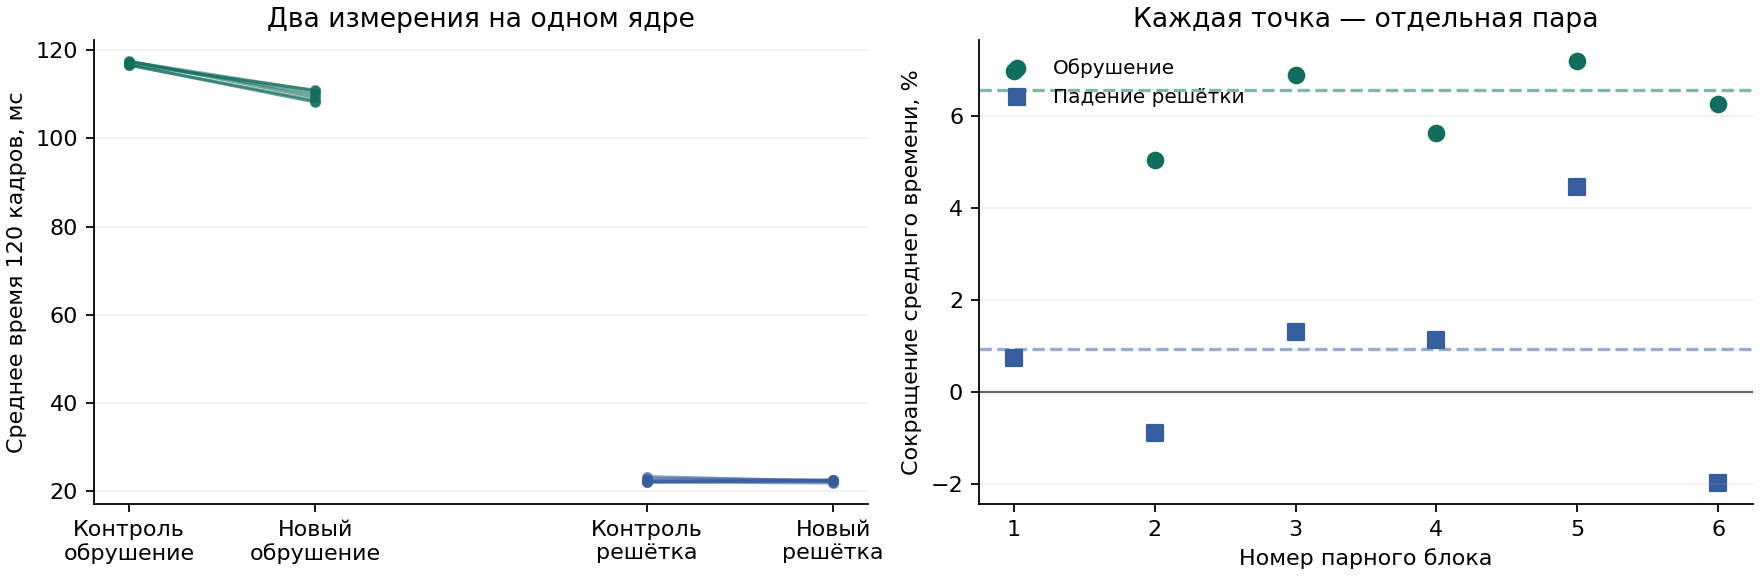 Два измерения на одном ядре
Среднее время 120 кадров, мс
120
100
80
60
40
20
Контроль
обрушение
Новый
обрушение
Контроль
решётка
Новый
решётка
Каждая точка — отдельная пара
Обрушение
Падение решётки
Сокращение среднего времени, %
6
4
2
0
−2
1
2
3
4
5
6
Номер парного блока